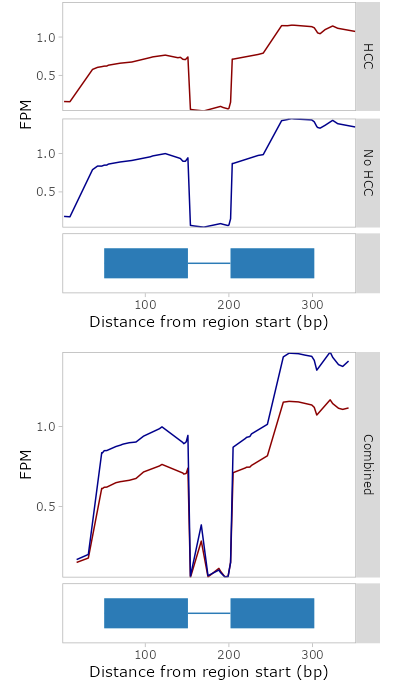 1.0
0.5
HCC
FPM
1.0
0.5
No HCC
100 200 300
Distance from region start (bp)
1.0
0.5
FPM
Combined
100 200 300
Distance from region start (bp)